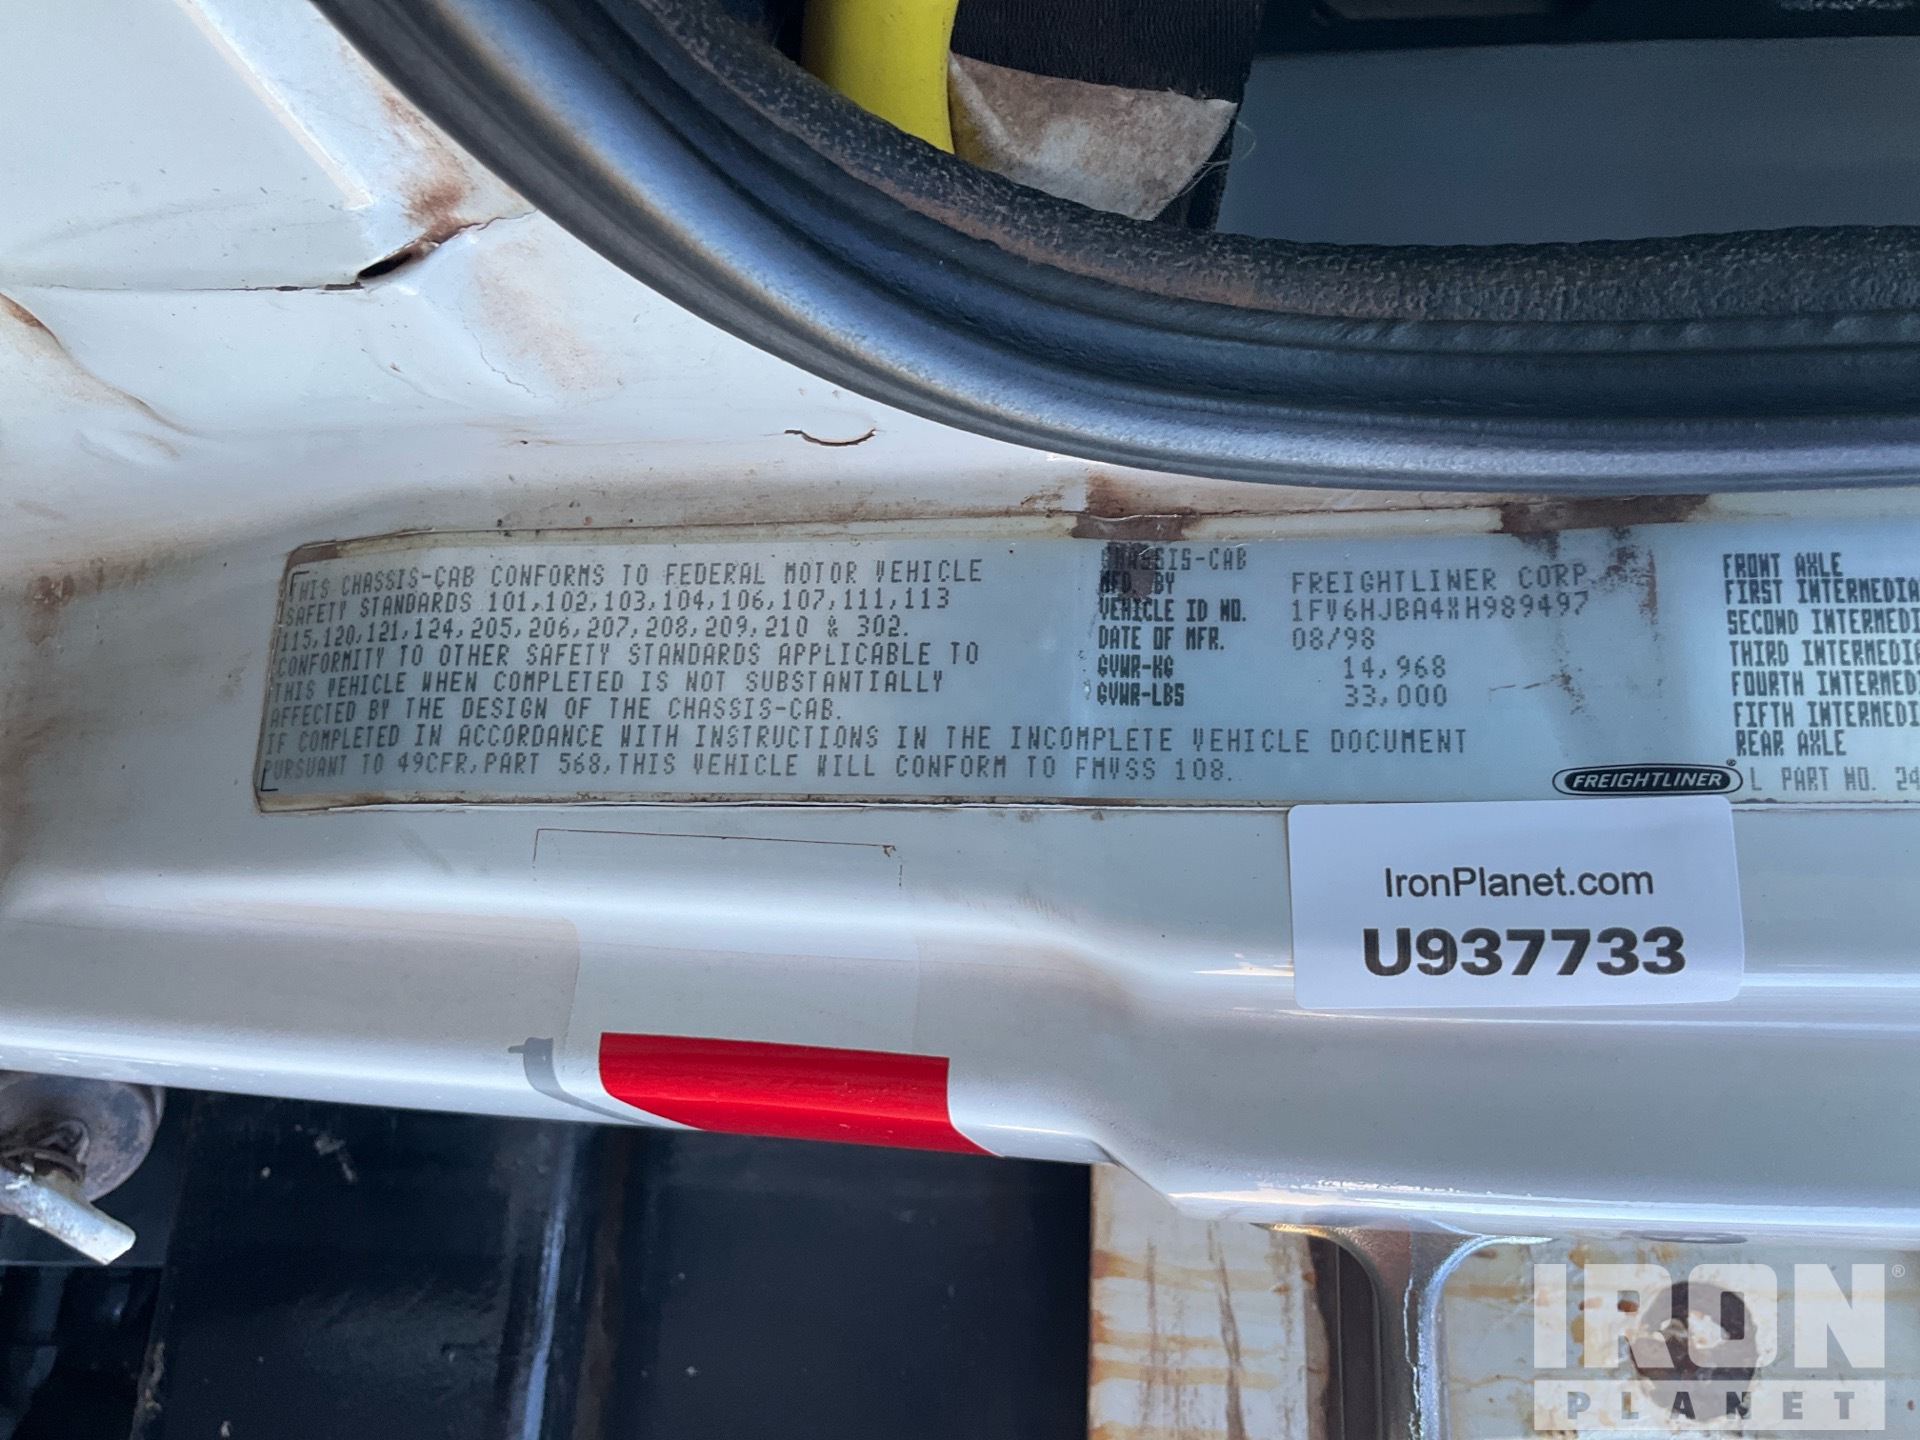 THIS CHASSIS-CAB CONFORMS TO FEDERAL MOTOR VEHICLE
SAFETY STANDARDS 101,102,103,104,106,107,111,113
115,120,121,124,205,206,207,208,209,210 & 302.
CONFORMITY TO OTHER SAFETY STANDARDS APPLICABLE TO
THIS VEHICLE WHEN COMPLETED IS NOT SUBSTANTIALLY
AFFECTED BY THE DESIGN OF THE CHASSIS-CAB.
IF COMPLETED IN ACCORDANCE WITH INSTRUCTIONS IN THE INCOMPLETE VEHICLE DOCUMENT
PURSUANT TO 49CFR,PART 568,THIS VEHICLE WILL CONFORM TO FMVSS 108.
CHASSIS-CAB
MFD. BY FREIGHTLINER CORP
VEHICLE ID NO. 1FV6HJBA4XH989497
DATE OF MFR. 08/98
GVWR-KG 14,968
GVWR-LBS 33,000
FRONT AXLE
FIRST INTERMEDIA
SECOND INTERMEDI
THIRD INTERMEDIA
FOURTH INTERMED
FIFTH INTERMEDI
REAR AXLE
FREIGHTLINER®
L PART NO. 24
IronPlanet.com
U937733
IRON®
PLANET